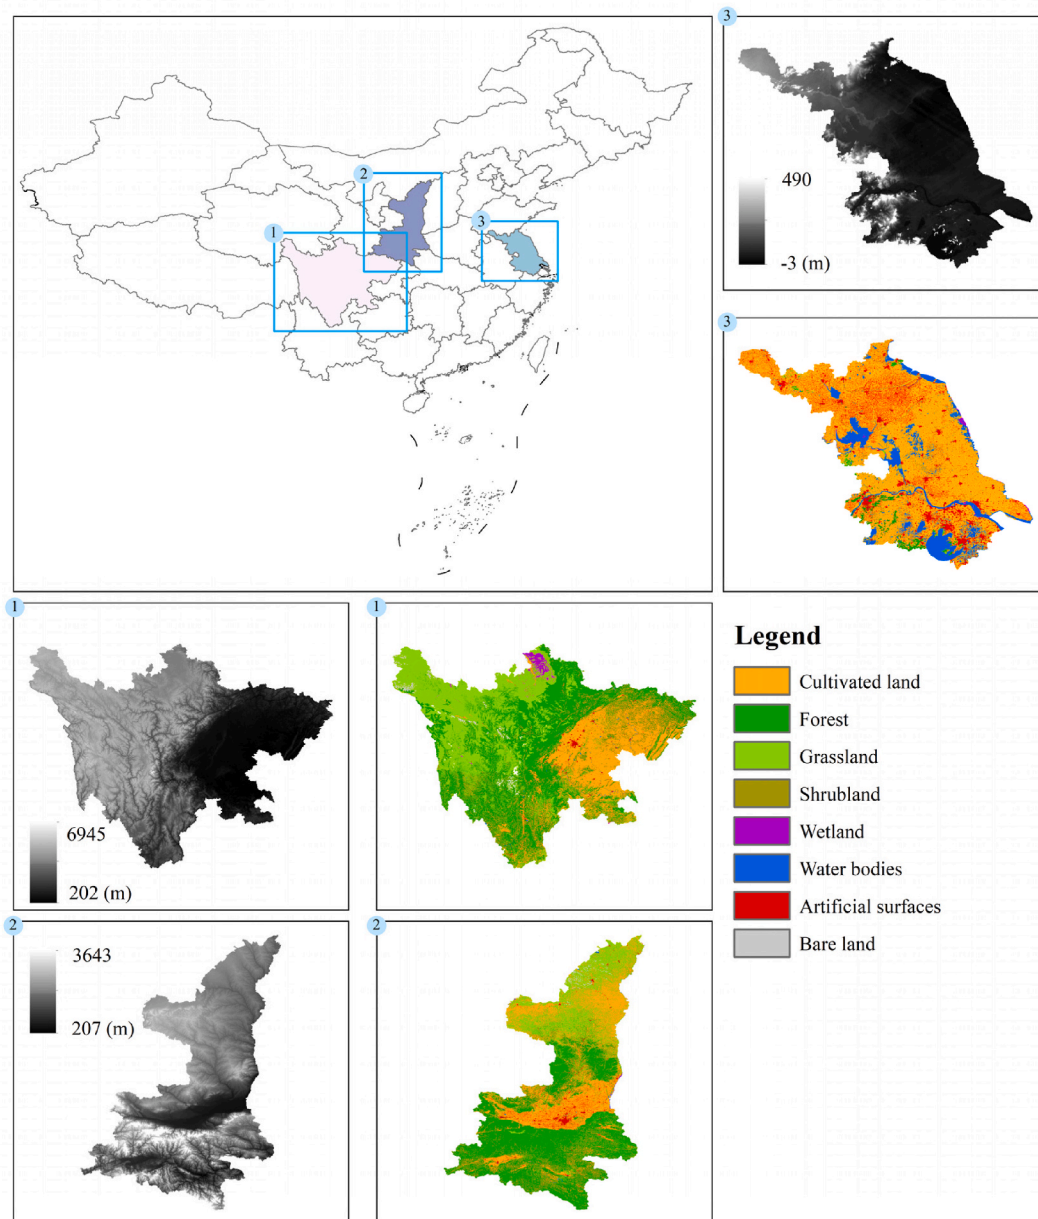 3
490
-3 (m)
2
1
3
3
1
6945
202 (m)
1
Legend
Cultivated land
Forest
Grassland
Shrubland
Wetland
Water bodies
Artificial surfaces
Bare land
2
3643
207 (m)
2